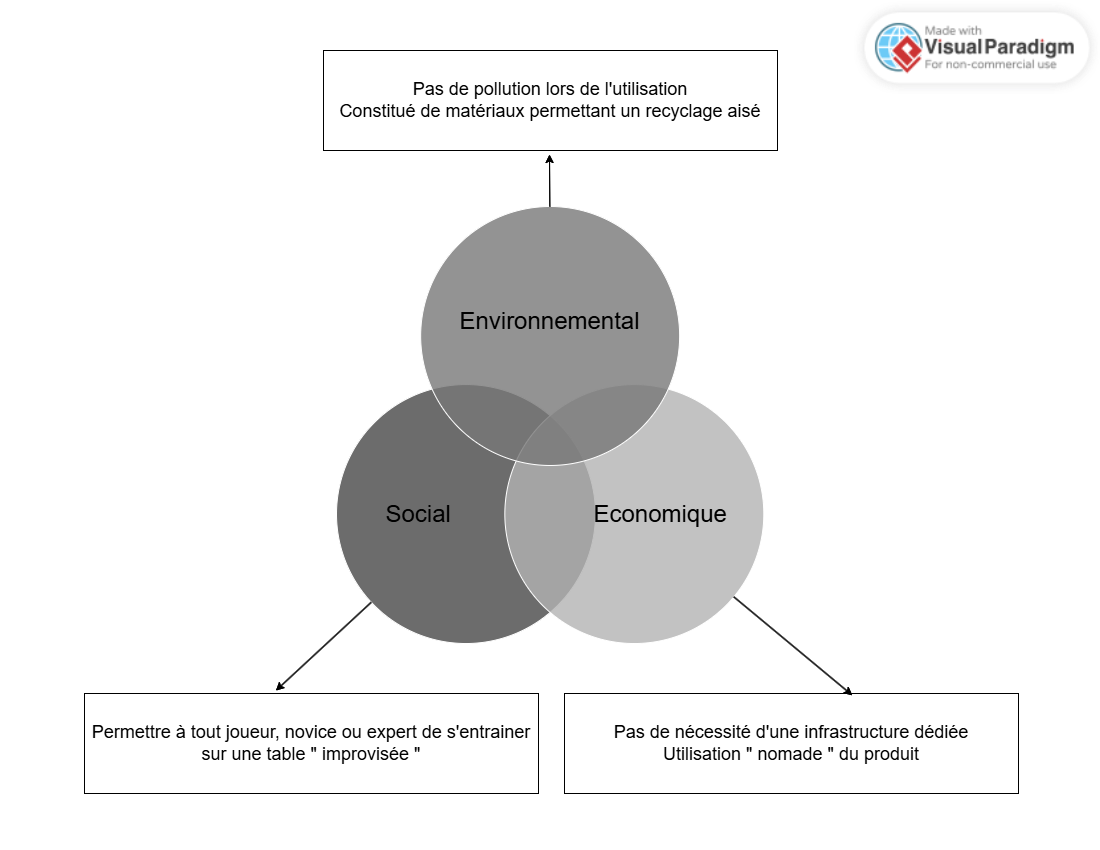 Made with
Visual Paradigm
For non-commercial use
Pas de pollution lors de l'utilisation
Constitué de matériaux permettant un recyclage aisé
Environnemental
Social
Economique
Permettre à tout joueur, novice ou expert de s'entrainer
sur une table " improvisée "
Pas de nécessité d'une infrastructure dédiée
Utilisation " nomade " du produit